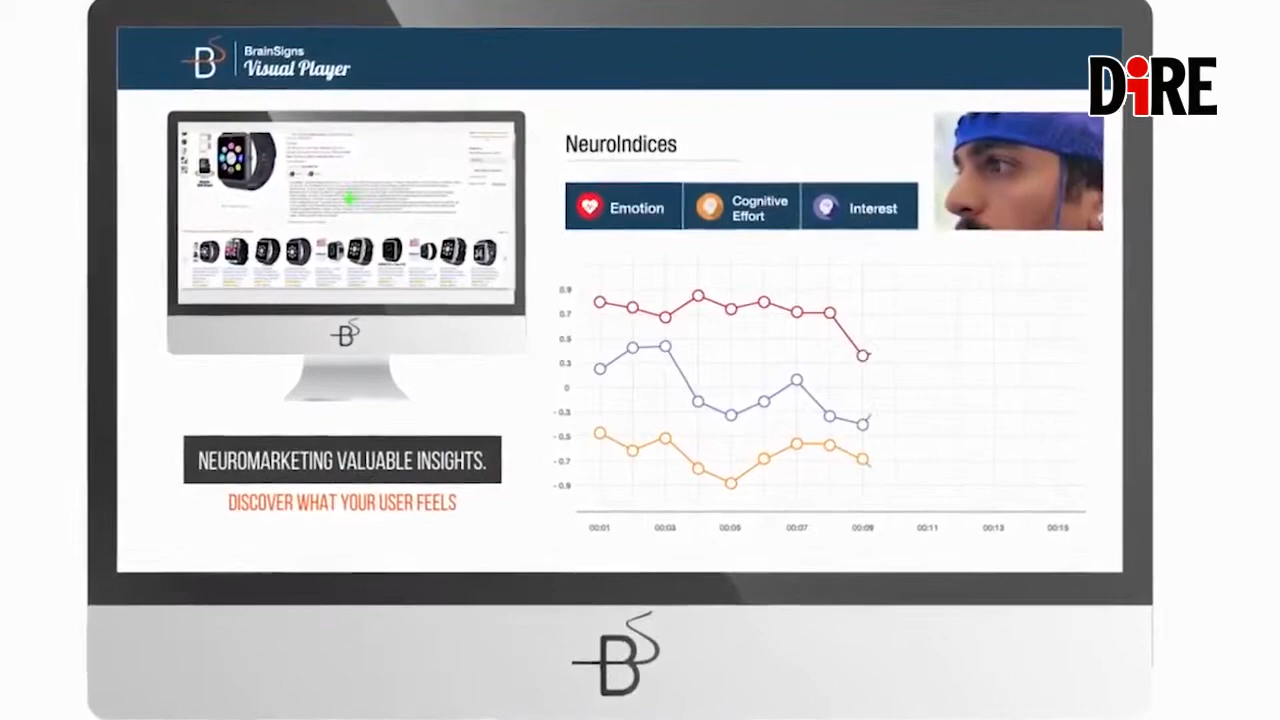 BrainSigns
Visual Player
DiRE
NeuroIndices
Emotion
Cognitive
Effort
Interest
0.9
0.7
0.5
0.3
0
- 0.3
- 0.5
- 0.7
- 0.9
00:01
00:03
00:05
00:07
00:09
00:11
00:13
00:15
BS
NEUROMARKETING VALUABLE INSIGHTS.
DISCOVER WHAT YOUR USER FEELS
BS